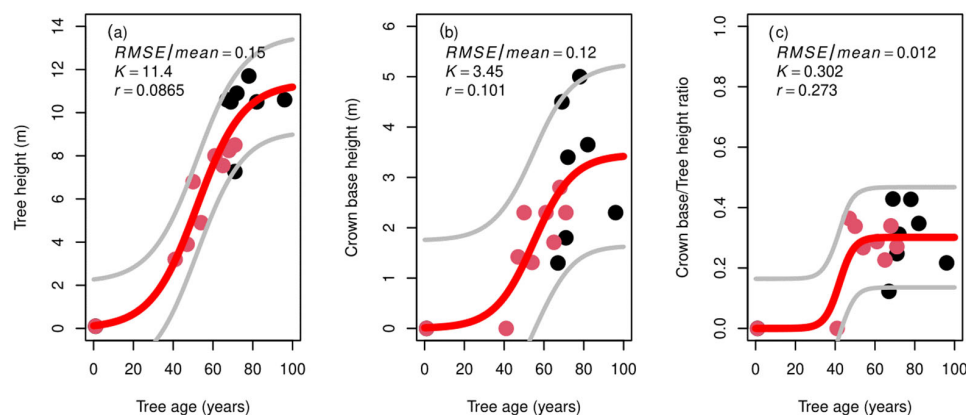 (a)
RMSE/mean = 0.15
K = 11.4
r = 0.0865
Tree height (m)
0 2 4 6 8 10 12 14
0 20 40 60 80 100
Tree age (years)
(b)
RMSE/mean = 0.12
K = 3.45
r = 0.101
Crown base height (m)
0 1 2 3 4 5 6
0 20 40 60 80 100
Tree age (years)
(c)
RMSE/mean = 0.012
K = 0.302
r = 0.273
Crown base/Tree height ratio
0.0 0.2 0.4 0.6 0.8 1.0
0 20 40 60 80 100
Tree age (years)